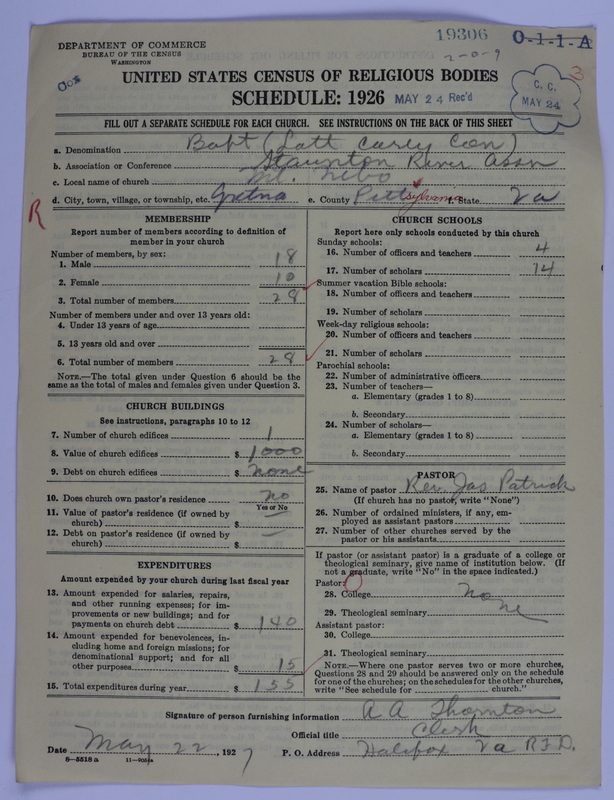 19306 O-1-1-A
DEPARTMENT OF COMMERCE
BUREAU OF THE CENSUS
WASHINGTON
2-0-9
3
UNITED STATES CENSUS OF RELIGIOUS BODIES
SCHEDULE: 1926 MAY 24 Rec'd
C. C.
MAY 24
FILL OUT A SEPARATE SCHEDULE FOR EACH CHURCH. SEE INSTRUCTIONS ON THE BACK OF THIS SHEET
a. Denomination Bapt (Lott Carey Con)
b. Association or Conference Staunton River Assn
c. Local name of church Mt. Nebo
d. City, town, village, or township, etc. Gretna e. County Pittsylvania f. State Va
R
MEMBERSHIP
Report number of members according to definition of member in your church
Number of members, by sex:
1. Male 18
2. Female 10
3. Total number of members 28
Number of members under and over 13 years old:
4. Under 13 years of age
5. 13 years old and over
6. Total number of members 28
NOTE.—The total given under Question 6 should be the same as the total of males and females given under Question 3.
CHURCH BUILDINGS
See instructions, paragraphs 10 to 12
7. Number of church edifices 1
8. Value of church edifices $ 1000
9. Debt on church edifices $ none
10. Does church own pastor's residence no
Yes or No
11. Value of pastor's residence (if owned by church) $ —
12. Debt on pastor's residence (if owned by church) $ —
EXPENDITURES
Amount expended by your church during last fiscal year
13. Amount expended for salaries, repairs, and other running expenses; for improvements or new buildings; and for payments on church debt $ 140
14. Amount expended for benevolences, including home and foreign missions; for denominational support; and for all other purposes $ 15
15. Total expenditures during year $ 155
CHURCH SCHOOLS
Report here only schools conducted by this church
Sunday schools:
16. Number of officers and teachers 4
17. Number of scholars 14
Summer vacation Bible schools:
18. Number of officers and teachers
19. Number of scholars
Week-day religious schools:
20. Number of officers and teachers
21. Number of scholars
Parochial schools:
22. Number of administrative officers
23. Number of teachers—
a. Elementary (grades 1 to 8)
b. Secondary
24. Number of scholars—
a. Elementary (grades 1 to 8)
b. Secondary
PASTOR
25. Name of pastor Rev. Jas Patrick
(If church has no pastor, write "None")
26. Number of ordained ministers, if any, employed as assistant pastors
27. Number of other churches served by the pastor or his assistants
If pastor (or assistant pastor) is a graduate of a college or theological seminary, give name of institution below. (If not a graduate, write "No" in the space indicated.)
Pastor:
28. College none
29. Theological seminary
Assistant pastor:
30. College
31. Theological seminary
NOTE.—Where one pastor serves two or more churches, Questions 28 and 29 should be answered only on the schedule for one of the churches; on the schedules for the other churches, write "See schedule for ______ church."
Signature of person furnishing information A A Thornton
Official title Clerk
Date May 22, 1927 P. O. Address Halifax Va R.F.D.
8—5518 a